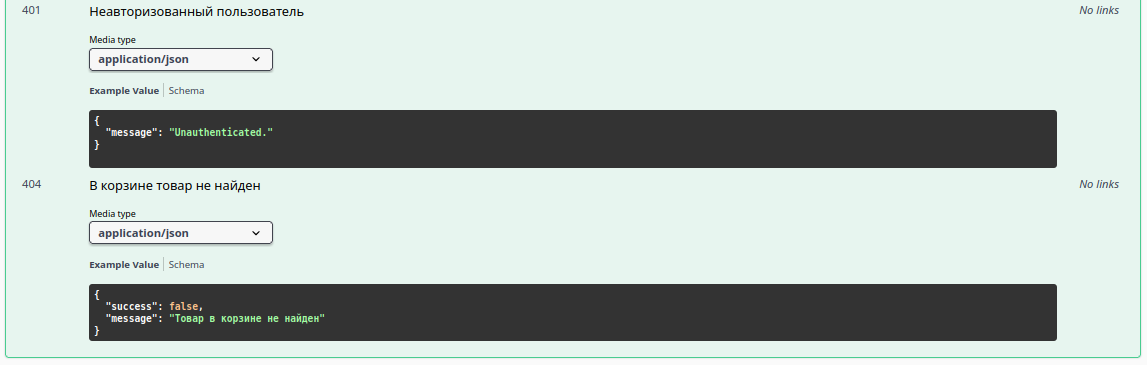 401 Неавторизованный пользователь No links
Media type
application/json
Example Value Schema
{
"message": "Unauthenticated."
}
404 В корзине товар не найден No links
Media type
application/json
Example Value Schema
{
"success": false,
"message": "Товар в корзине не найден"
}